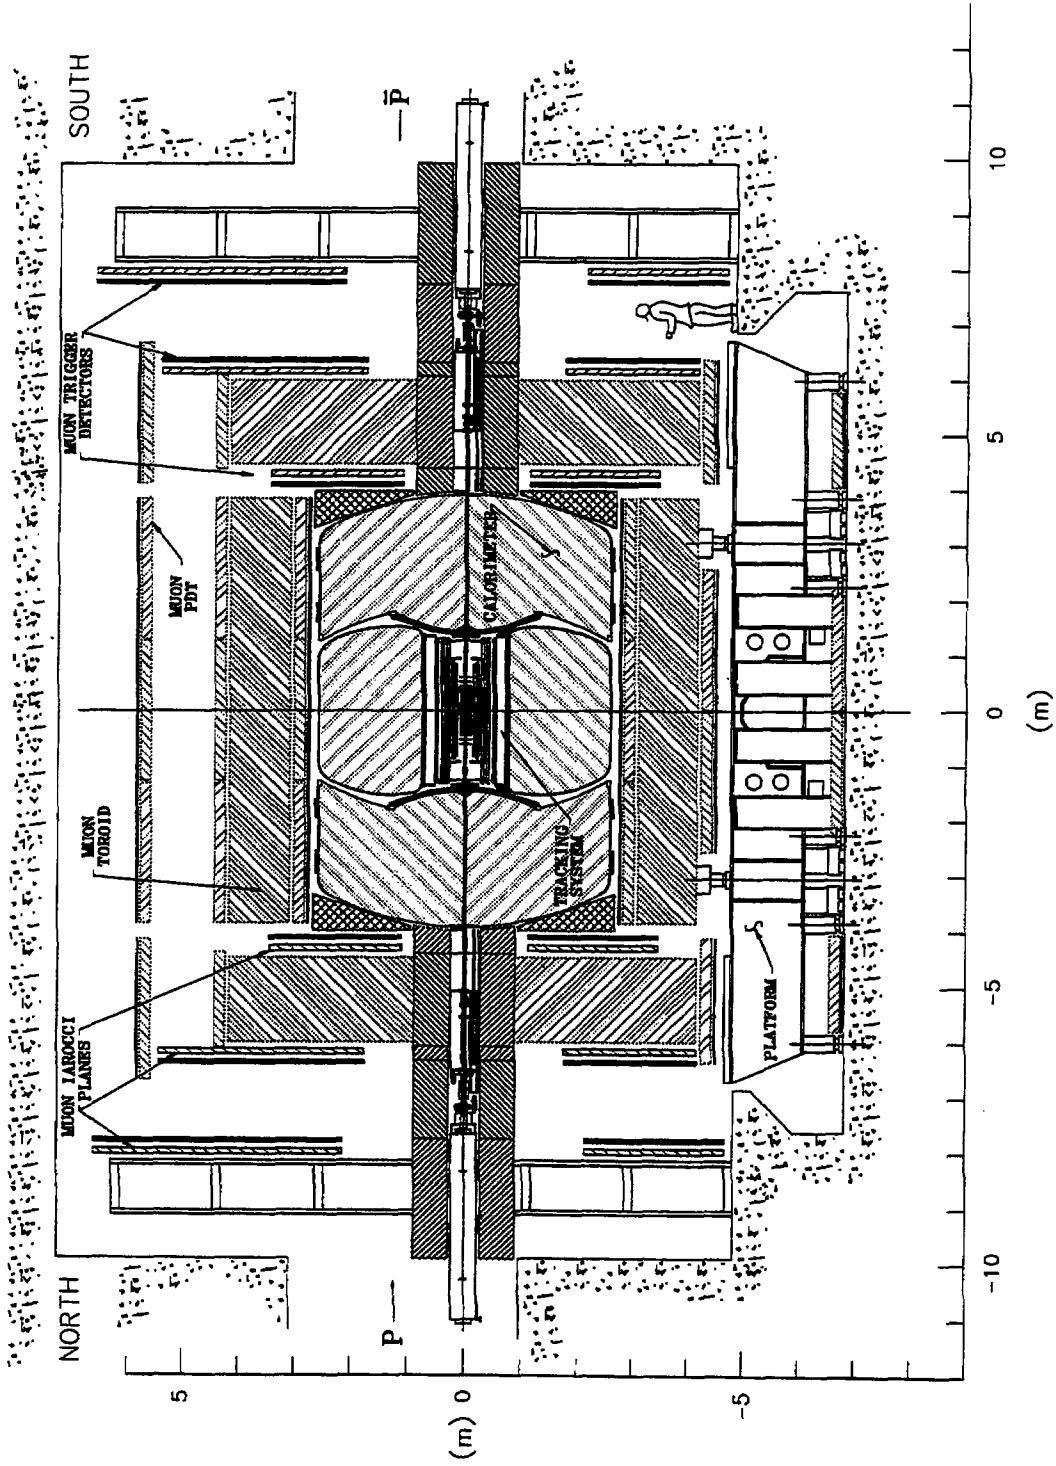 NORTH
SOUTH
MUON IAROCCI
PLANES
MUON
TOROID
MUON
PDT
MUON TRIGGER
DETECTORS
P
P̅
CALORIMETER
TRACKING
SYSTEM
PLATFORM
5
(m) 0
-5
-10
-5
0
5
10
(m)